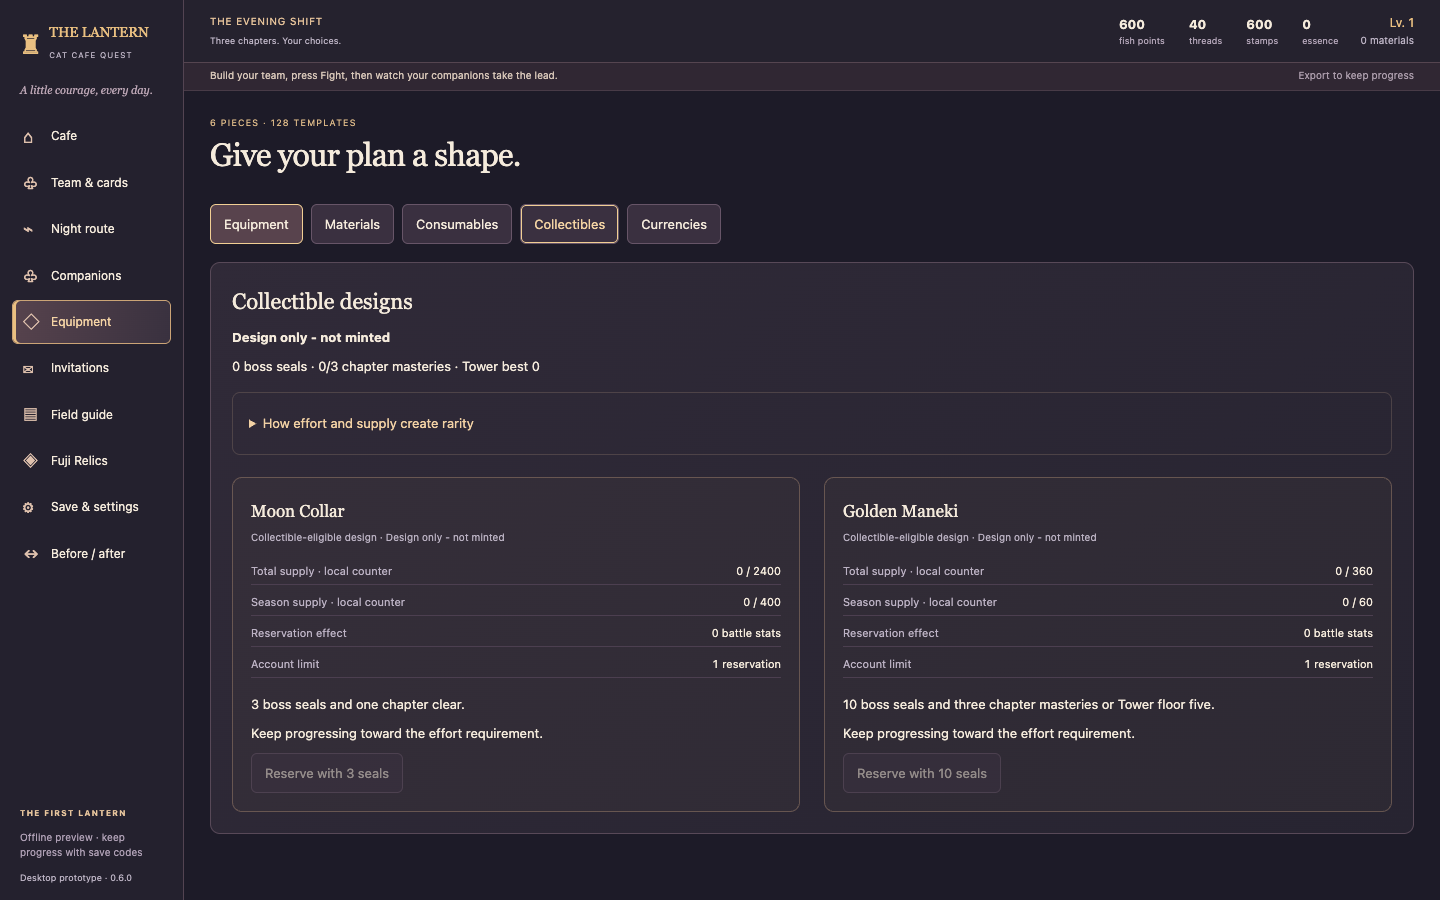 THE LANTERN
CAT CAFE QUEST
A little courage, every day.
Cafe
Team & cards
Night route
Companions
Equipment
Invitations
Field guide
Fuji Relics
Save & settings
Before / after
THE FIRST LANTERN
Offline preview · keep
progress with save codes
Desktop prototype · 0.6.0
THE EVENING SHIFT
Three chapters. Your choices.
600 fish points
40 threads
600 stamps
0 essence
Lv. 1
0 materials
Build your team, press Fight, then watch your companions take the lead.
Export to keep progress
6 PIECES · 128 TEMPLATES
Give your plan a shape.
Equipment
Materials
Consumables
Collectibles
Currencies
Collectible designs
Design only - not minted
0 boss seals · 0/3 chapter masteries · Tower best 0
How effort and supply create rarity
Moon Collar
Collectible-eligible design · Design only - not minted
Total supply · local counter 0 / 2400
Season supply · local counter 0 / 400
Reservation effect 0 battle stats
Account limit 1 reservation
3 boss seals and one chapter clear.
Keep progressing toward the effort requirement.
Reserve with 3 seals
Golden Maneki
Collectible-eligible design · Design only - not minted
Total supply · local counter 0 / 360
Season supply · local counter 0 / 60
Reservation effect 0 battle stats
Account limit 1 reservation
10 boss seals and three chapter masteries or Tower floor five.
Keep progressing toward the effort requirement.
Reserve with 10 seals